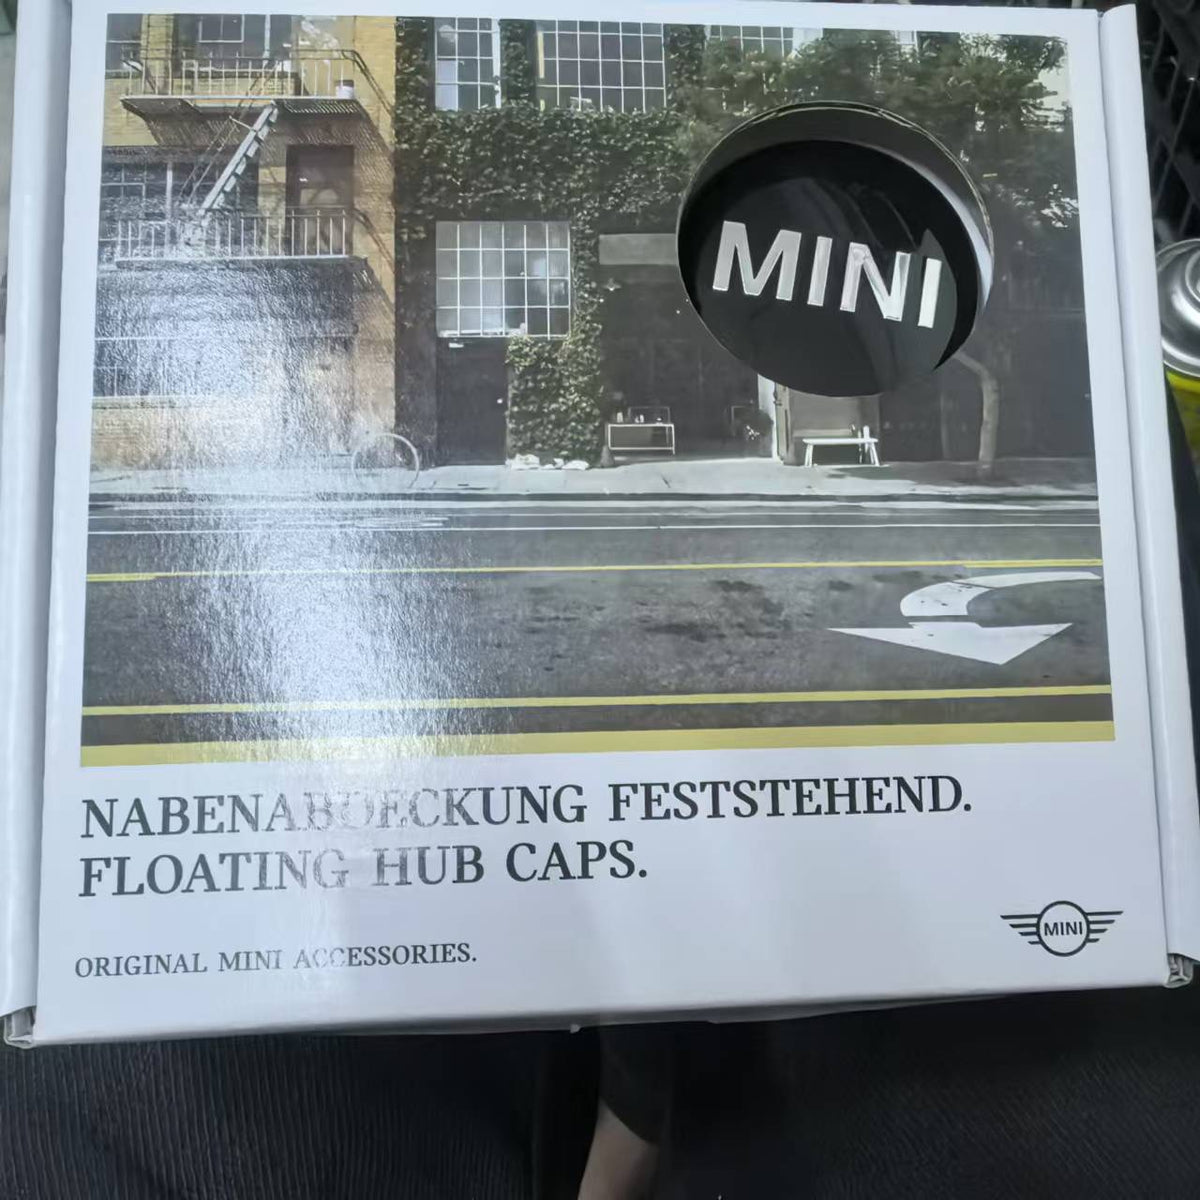 MINI
NABENABDECKUNG FESTSTEHEND.
FLOATING HUB CAPS.
ORIGINAL MINI ACCESSORIES.
MINI